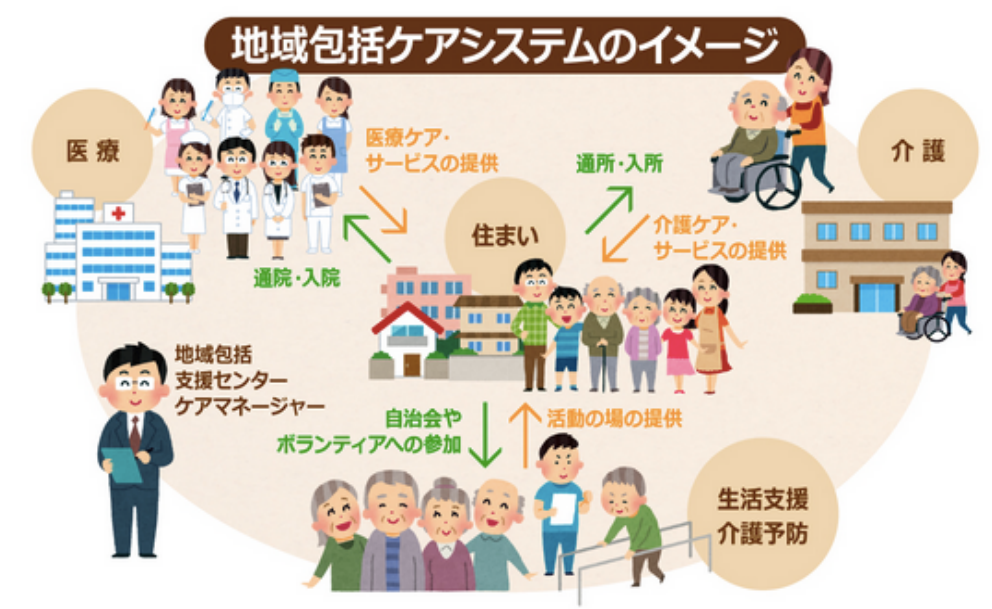 地域包括ケアシステムのイメージ
医療
医療ケア・
サービスの提供
通院・入院
住まい
通所・入所
介護ケア・
サービスの提供
介護
地域包括
支援センター
ケアマネージャー
自治会や
ボランティアへの参加
活動の場の提供
生活支援
介護予防